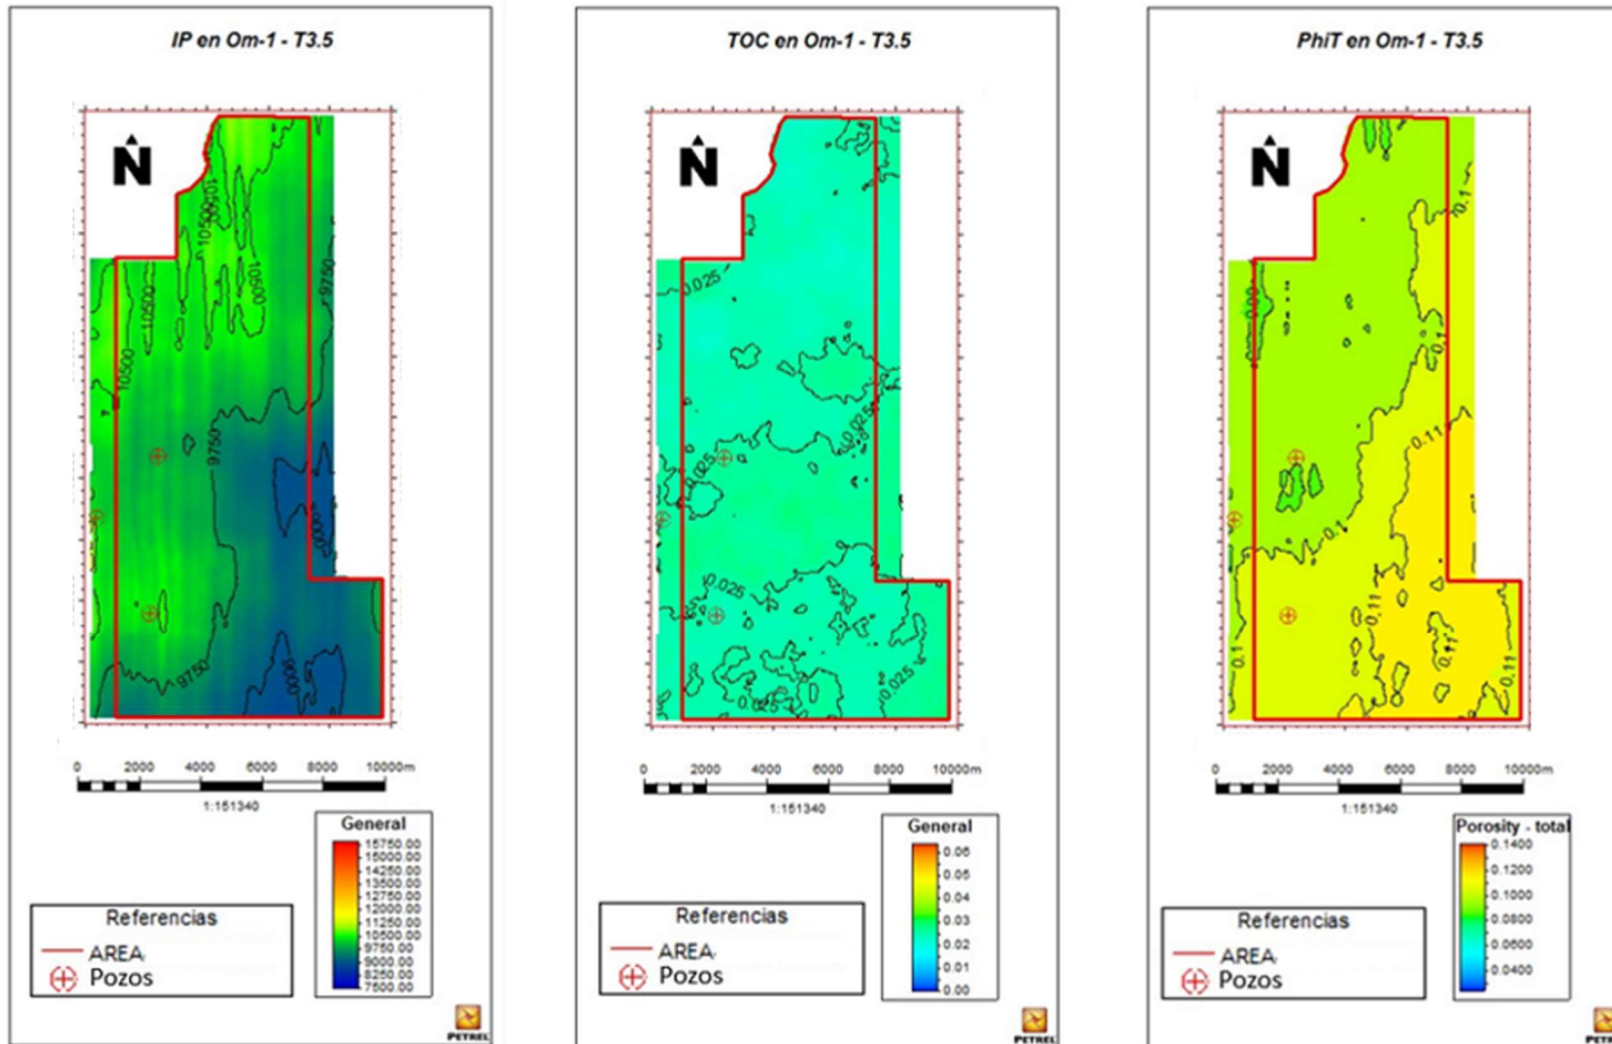 IP en Om-1 - T3.5
N
10500
10500
10500
10500
10500
9750
9750
9750
9000
9000
0 2000 4000 6000 8000 10000m
1:151340
General
15750.00
15000.00
14250.00
13500.00
12750.00
12000.00
11250.00
10500.00
9750.00
9000.00
8250.00
7500.00
Referencias
AREA
Pozos
PETREL
TOC en Om-1 - T3.5
N
0.025
0.025
0.025
0.025
0.025
0.025
0 2000 4000 6000 8000 10000m
1:151340
General
0.06
0.05
0.04
0.03
0.02
0.01
0.00
Referencias
AREA
Pozos
PETREL
PhiT en Om-1 - T3.5
N
0.1
0.09
0.1
0.11
0.1
0.11
0.11
0.1
0.11
0 2000 4000 6000 8000 10000m
1:151340
Porosity - total
0.1400
0.1200
0.1000
0.0800
0.0600
0.0400
Referencias
AREA
Pozos
PETREL